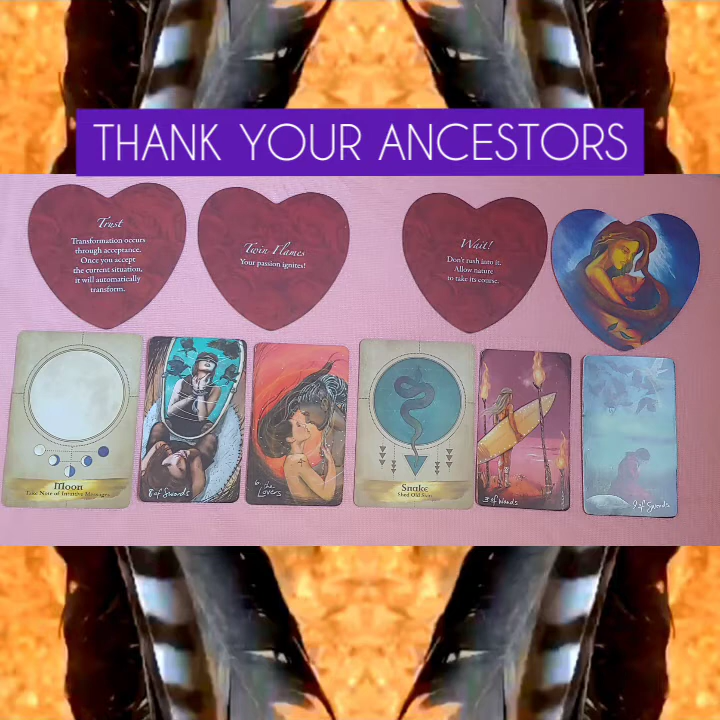 THANK YOUR ANCESTORS
Trust
Transformation occurs
through acceptance.
Once you accept
the current situation,
it will automatically
transform.
Twin Flames
Your passion ignites!
Wait!
Don't rush into it.
Allow nature
to take its course.
Moon
Take Note of Intuitive Messages
8 of Swords
6. the
Lovers
Snake
Shed Old Skin
3 of Wands
9 of Swords